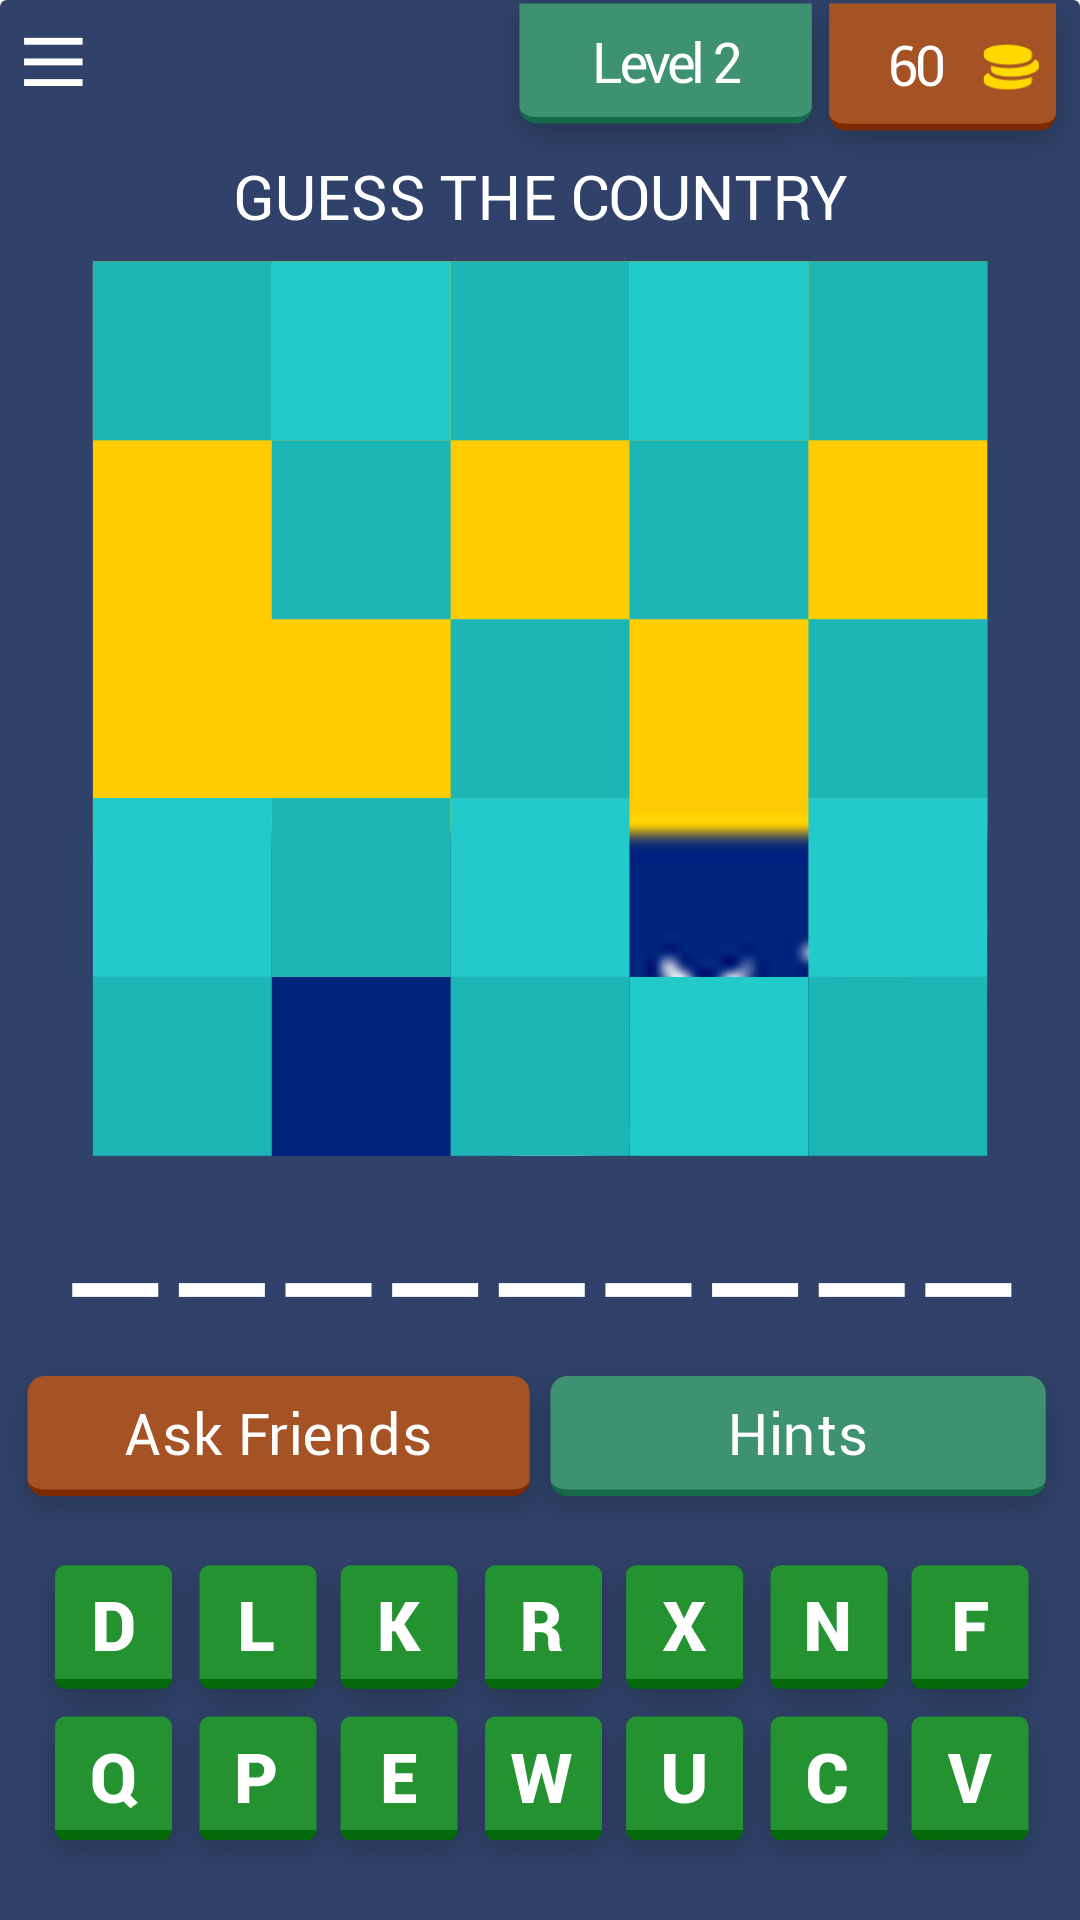 Level 2
60
GUESS THE COUNTRY
Ask Friends
Hints
D L K R X N F
Q P E W U C V